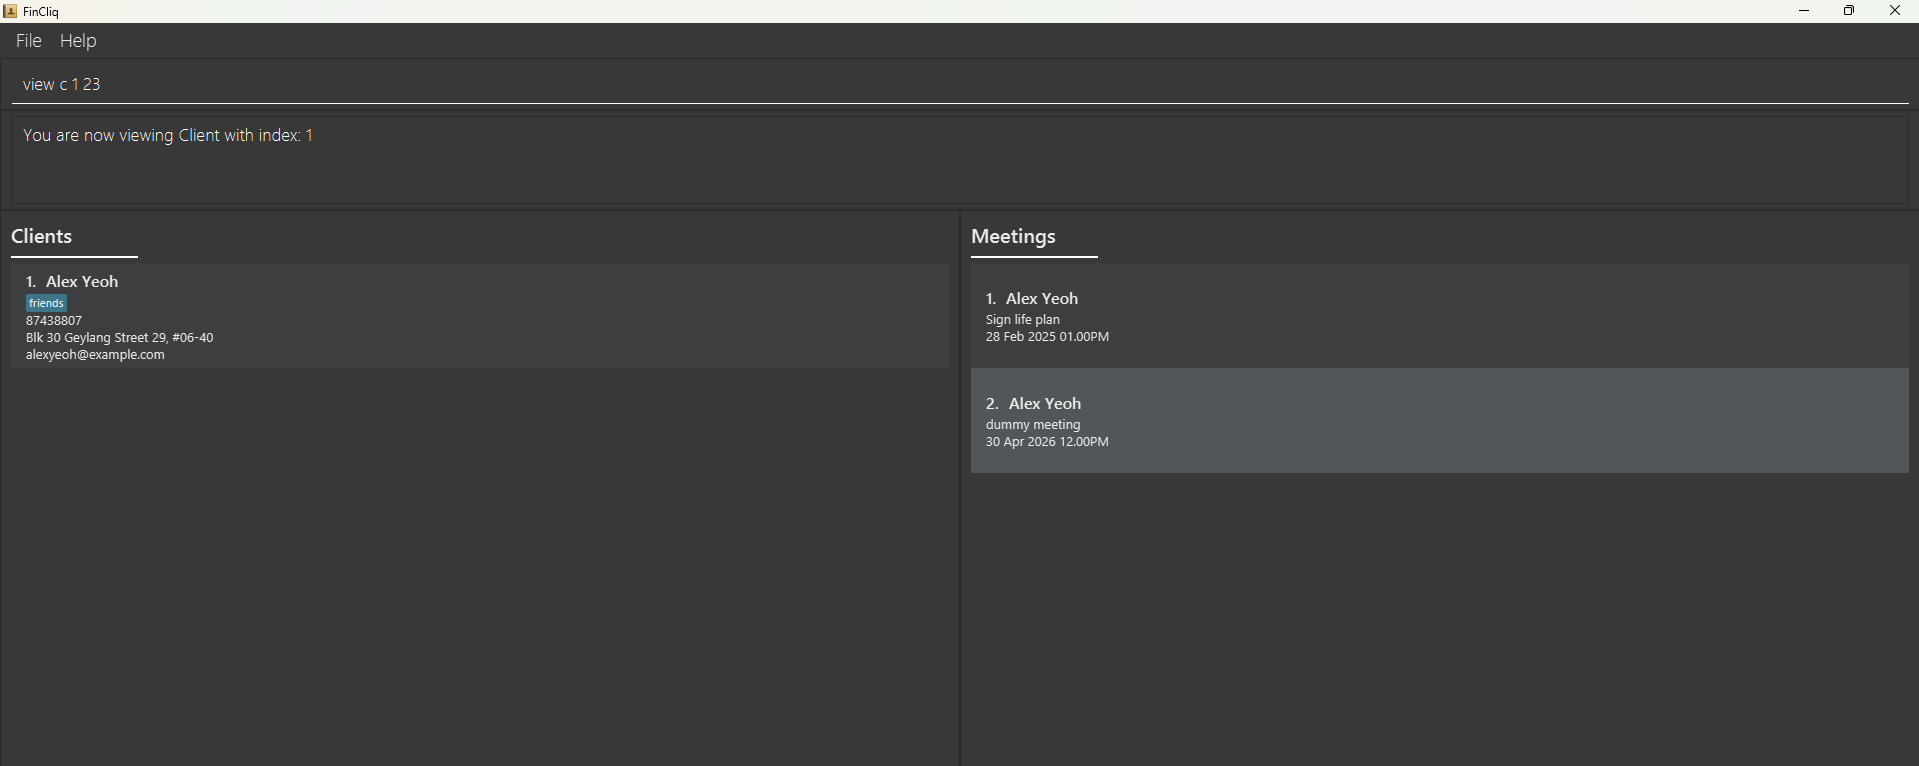 FinCliq
File Help
view c 1 23
You are now viewing Client with index: 1
Clients
1. Alex Yeoh
friends
87438807
Blk 30 Geylang Street 29, #06-40
alexyeoh@example.com
Meetings
1. Alex Yeoh
Sign life plan
28 Feb 2025 01.00PM
2. Alex Yeoh
dummy meeting
30 Apr 2026 12.00PM